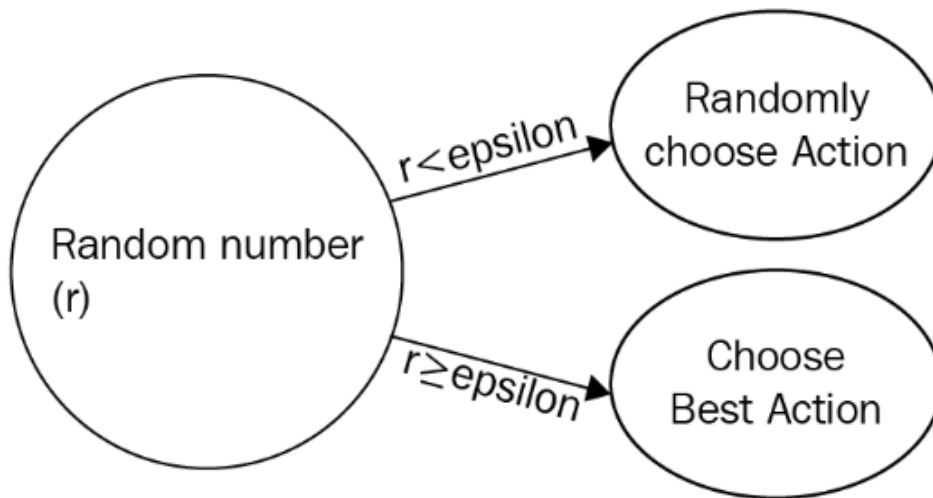 Random number
(r)
r<epsilon
Randomly
choose Action
r≥epsilon
Choose
Best Action